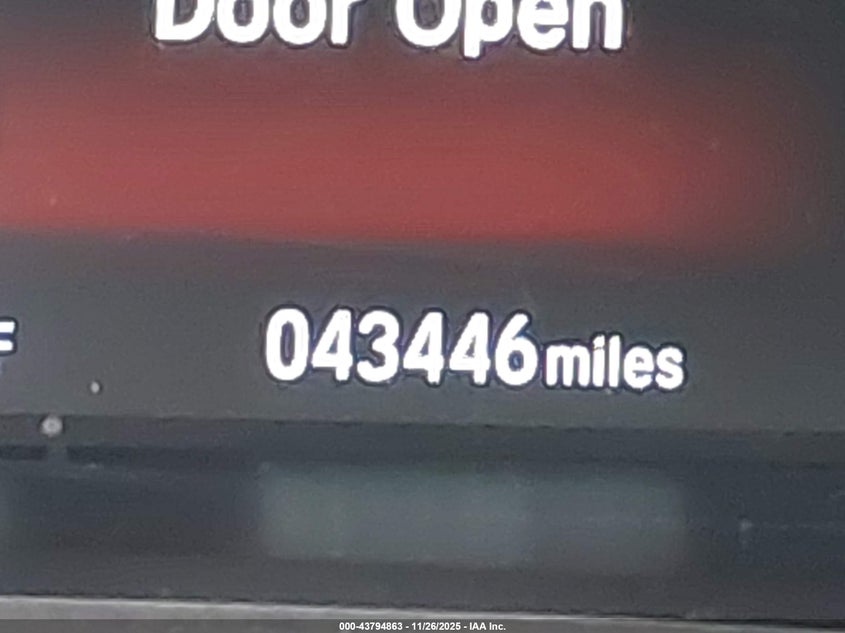 Door Open
F
043446miles
000-43794863 - 11/26/2025 - IAA Inc.